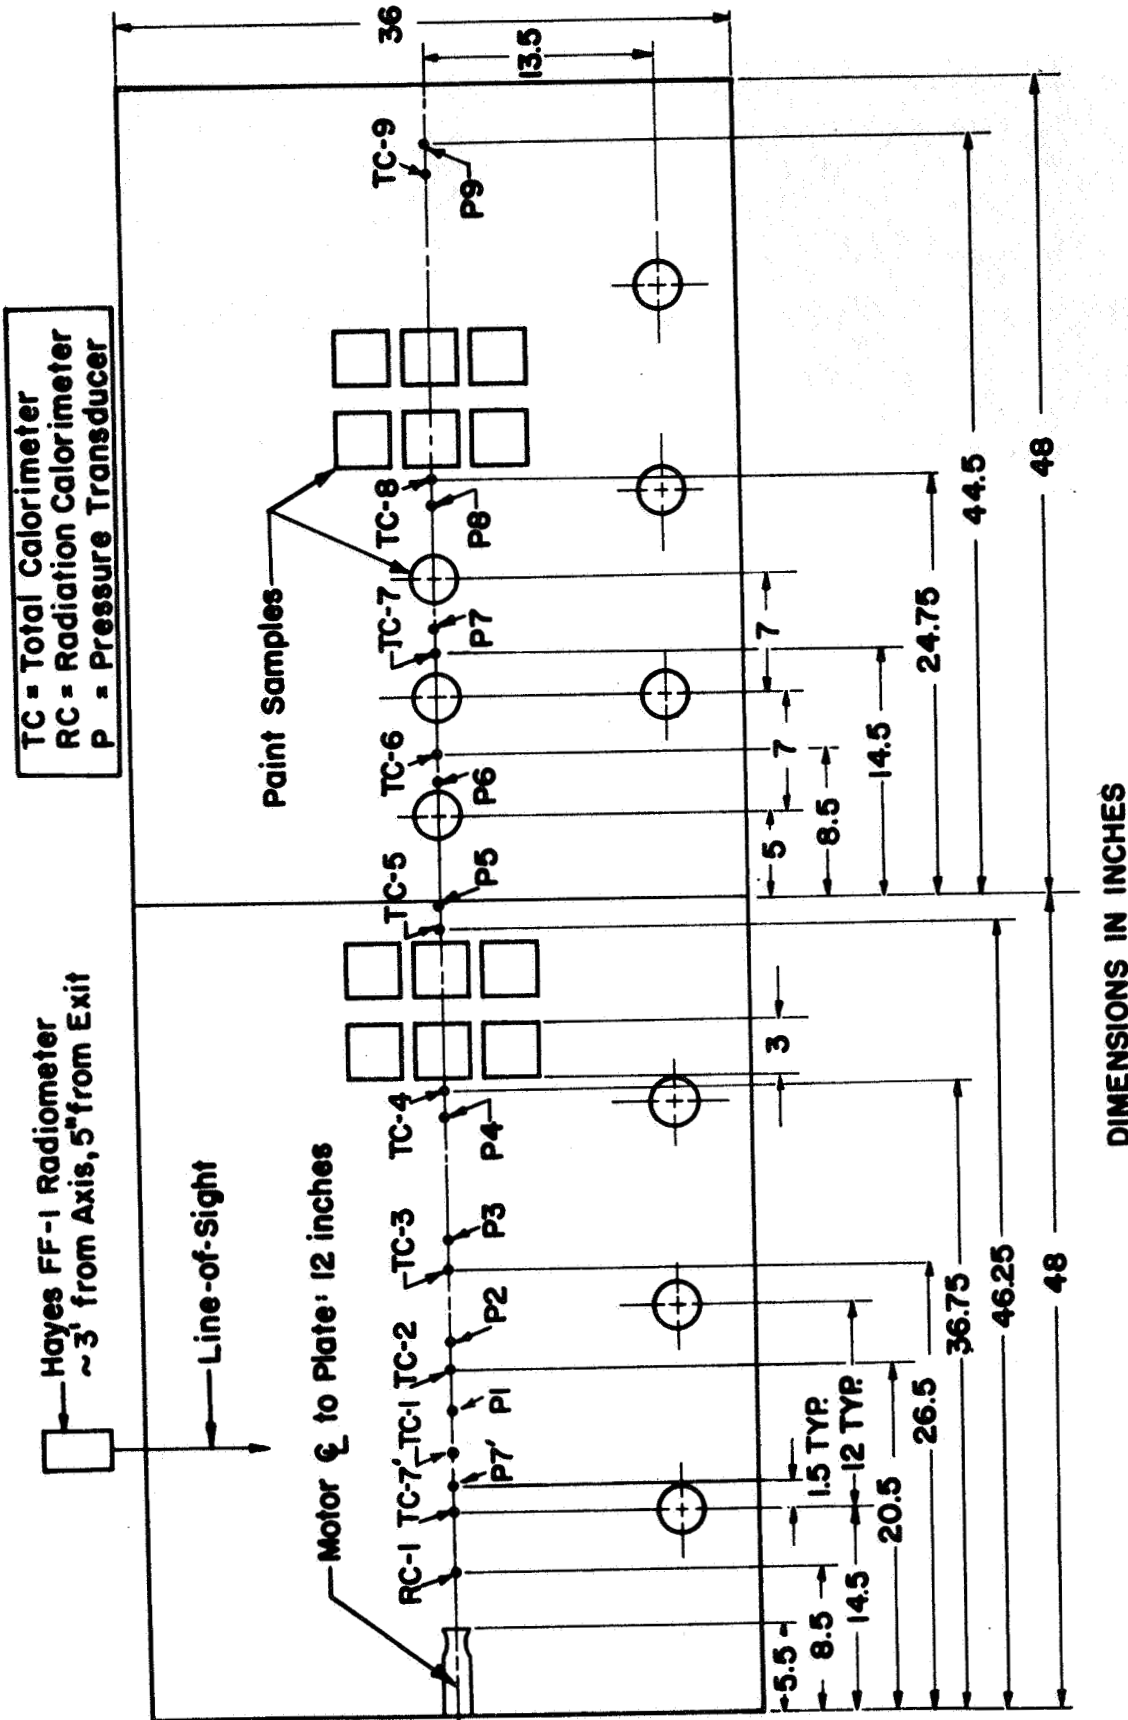 TC = Total Calorimeter
RC = Radiation Calorimeter
P = Pressure Transducer
Hayes FF-1 Radiometer
~3' from Axis, 5" from Exit
Line-of-Sight
Paint Samples
Motor ℄ to Plate: 12 inches
RC-1
TC-7'
TC-1
TC-2
TC-3
TC-4
TC-5
TC-6
TC-7
TC-8
TC-9
P7'
P1
P2
P3
P4
P5
P6
P7
P8
P9
36
13.5
5.5
8.5
14.5
1.5 TYP.
12 TYP.
20.5
26.5
36.75
46.25
48
3
5
7
7
8.5
14.5
24.75
44.5
48
DIMENSIONS IN INCHES